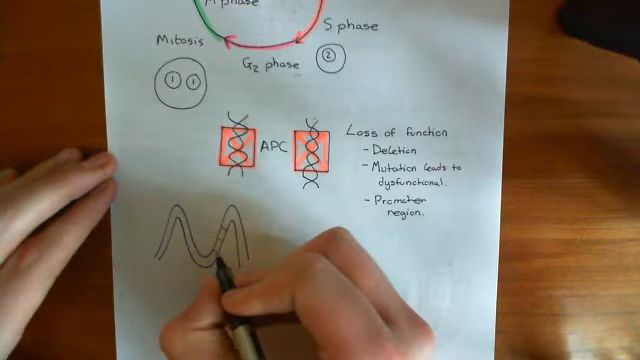 M phase
S phase
Mitosis
G₂ phase
2
1 1
APC
Loss of function
- Deletion
- Mutation leads to
dysfunctional.
- Promoter
region.